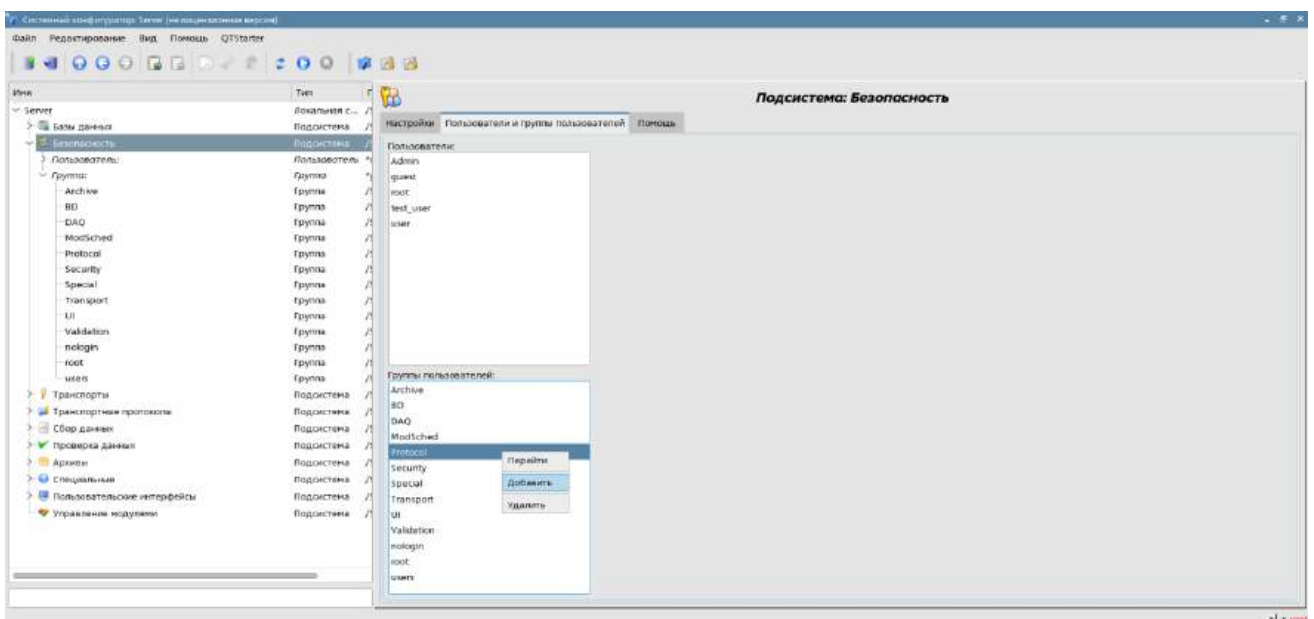 Системный конфигуратор: Server (не лицензионная версия)
Файл Редактирование Вид Помощь QTStarter
Имя Тип
Server Локальная с...
Базы данных Подсистема
Безопасность Подсистема
Пользователь: Пользователь
Группа: Группа
Archive Группа
BD Группа
DAQ Группа
ModSched Группа
Protocol Группа
Security Группа
Special Группа
Transport Группа
UI Группа
Validation Группа
nologin Группа
root Группа
users Группа
Транспорты Подсистема
Транспортные протоколы Подсистема
Сбор данных Подсистема
Проверка данных Подсистема
Архивы Подсистема
Специальные Подсистема
Пользовательские интерфейсы Подсистема
Управление модулями Подсистема
Подсистема: Безопасность
Настройки Пользователи и группы пользователей Помощь
Пользователи:
Admin
guest
root
test_user
user
Группы пользователей:
Archive
BD
DAQ
ModSched
Protocol
Security
Special
Transport
UI
Validation
nologin
root
users
Перейти
Добавить
Удалить